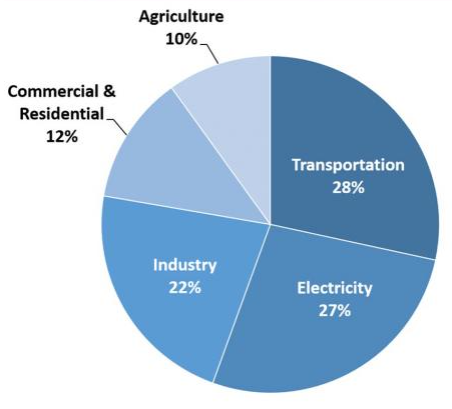 Agriculture
10%
Commercial &
Residential
12%
Transportation
28%
Industry
22%
Electricity
27%